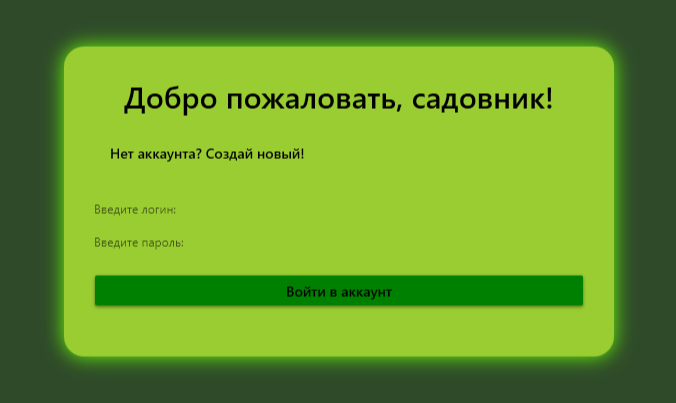 Добро пожаловать, садовник!
Нет аккаунта? Создай новый!
Введите логин:
Введите пароль:
Войти в аккаунт